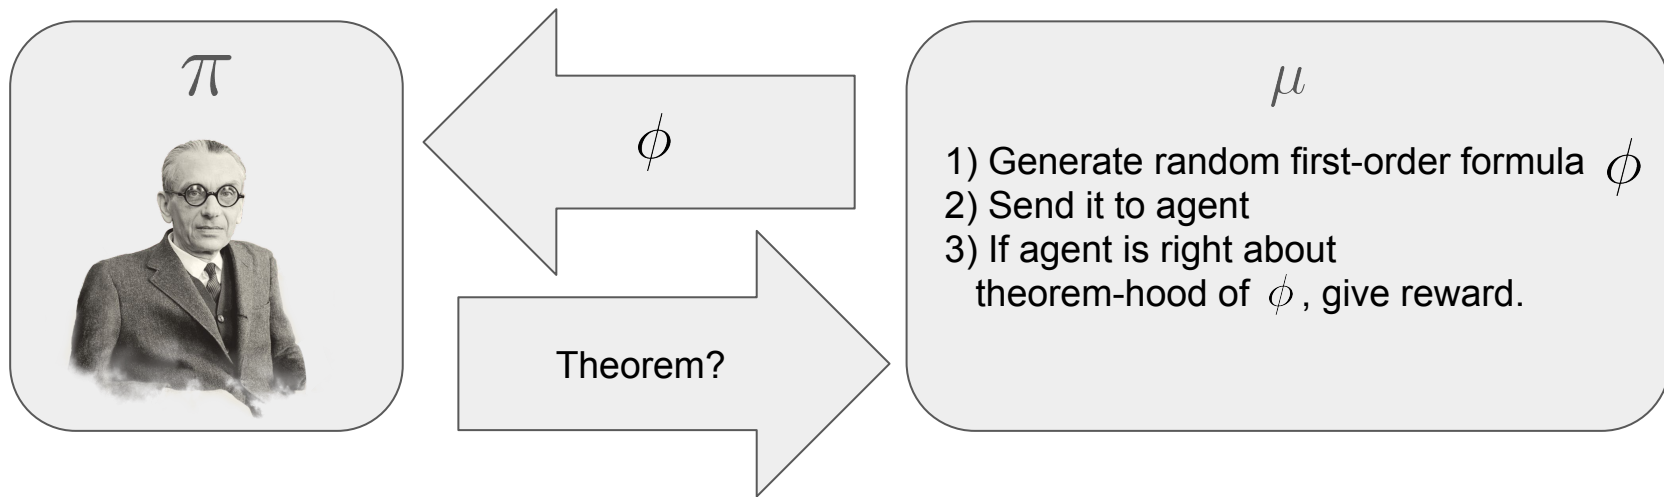 π
ϕ
Theorem?
μ
1) Generate random first-order formula ϕ
2) Send it to agent
3) If agent is right about
theorem-hood of ϕ, give reward.